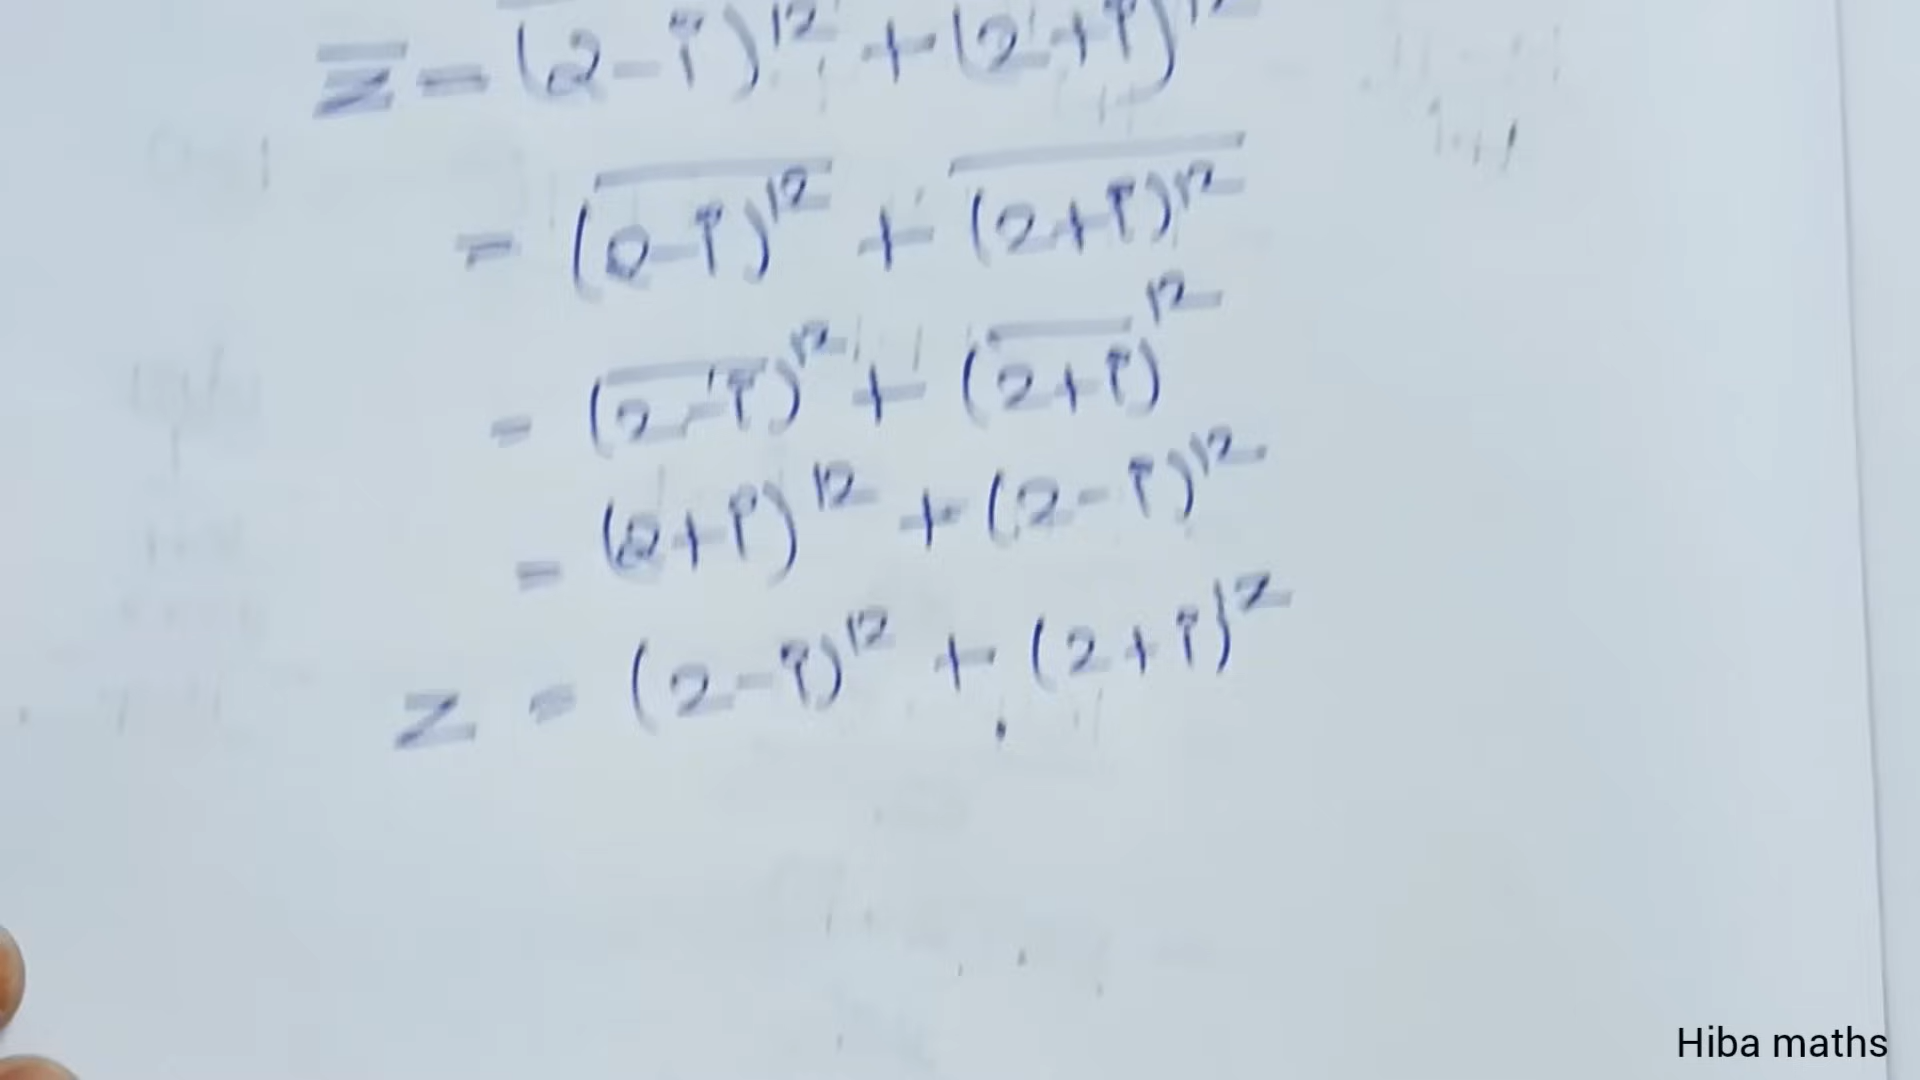 z̅ = (2-i)¹² + (2+i)¹²
= (2-i)¹² + (2+i)¹²
= (2-i)¹² + (2+i)¹²
= (2+i)¹² + (2-i)¹²
z = (2-i)¹² + (2+i)²
Hiba maths